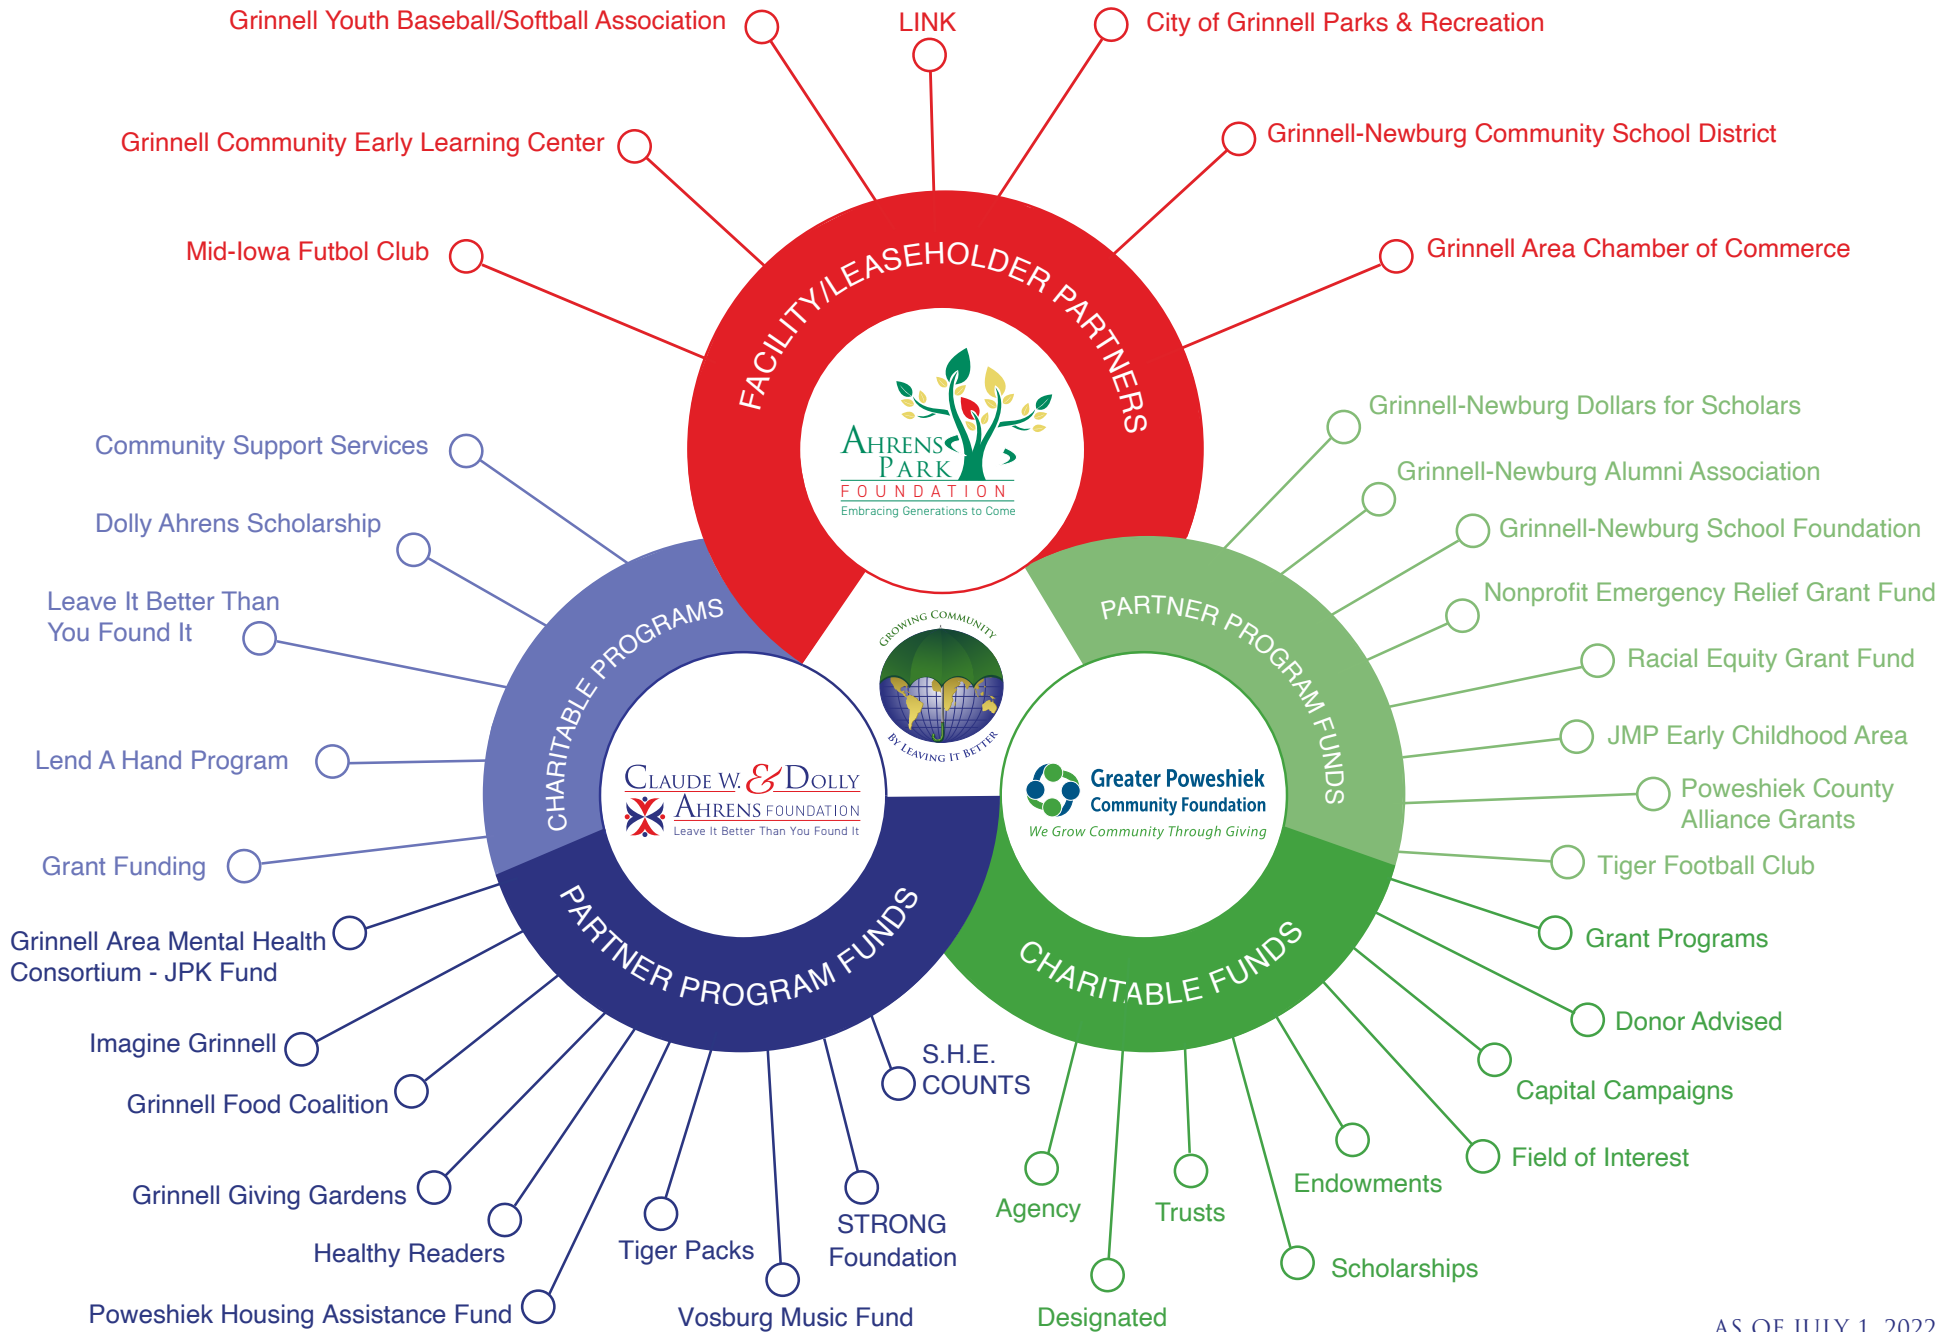 Grinnell Youth Baseball/Softball Association
LINK
City of Grinnell Parks & Recreation
Grinnell Community Early Learning Center
Grinnell-Newburg Community School District
Mid-Iowa Futbol Club
Grinnell Area Chamber of Commerce
FACILITY/LEASEHOLDER PARTNERS
AHRENS
PARK
FOUNDATION
Embracing Generations to Come
Community Support Services
Dolly Ahrens Scholarship
Leave It Better Than
You Found It
Lend A Hand Program
Grant Funding
CHARITABLE PROGRAMS
CLAUDE W. & DOLLY
AHRENS FOUNDATION
Leave It Better Than You Found It
GROWING COMMUNITY
BY LEAVING IT BETTER
PARTNER PROGRAM FUNDS
Greater Poweshiek
Community Foundation
We Grow Community Through Giving
Grinnell-Newburg Dollars for Scholars
Grinnell-Newburg Alumni Association
Grinnell-Newburg School Foundation
Nonprofit Emergency Relief Grant Fund
Racial Equity Grant Fund
JMP Early Childhood Area
Poweshiek County
Alliance Grants
Tiger Football Club
PARTNER PROGRAM FUNDS
Grinnell Area Mental Health
Consortium - JPK Fund
Imagine Grinnell
Grinnell Food Coalition
Grinnell Giving Gardens
Healthy Readers
Poweshiek Housing Assistance Fund
Tiger Packs
Vosburg Music Fund
STRONG
Foundation
S.H.E.
COUNTS
CHARITABLE FUNDS
Grant Programs
Donor Advised
Capital Campaigns
Field of Interest
Endowments
Scholarships
Trusts
Designated
Agency
AS OF JULY 1, 2022